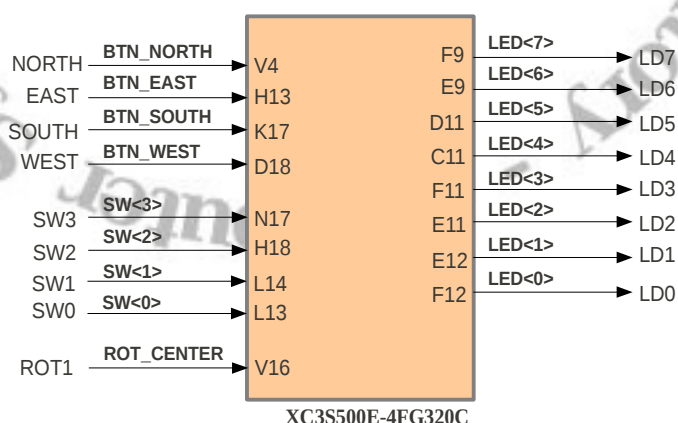 NORTH BTN_NORTH V4 F9 LED<7> LD7
EAST BTN_EAST H13 E9 LED<6> LD6
SOUTH BTN_SOUTH K17 D11 LED<5> LD5
WEST BTN_WEST D18 C11 LED<4> LD4
SW3 SW<3> N17 F11 LED<3> LD3
SW2 SW<2> H18 E11 LED<2> LD2
SW1 SW<1> L14 E12 LED<1> LD1
SW0 SW<0> L13 F12 LED<0> LD0
ROT1 ROT_CENTER V16
XC3S500E-4FG320C